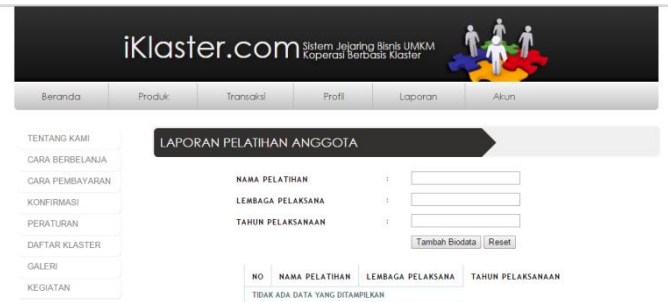 iKlaster.com Sistem Jejaring Bisnis UMKM
Koperasi Berbasis Klaster
Beranda Produk Transaksi Profil Laporan Akun
TENTANG KAMI
CARA BERBELANJA
CARA PEMBAYARAN
KONFIRMASI
PERATURAN
DAFTAR KLASTER
GALERI
KEGIATAN
LAPORAN PELATIHAN ANGGOTA
NAMA PELATIHAN :
LEMBAGA PELAKSANA :
TAHUN PELAKSANAAN :
Tambah Biodata Reset
NO NAMA PELATIHAN LEMBAGA PELAKSANA TAHUN PELAKSANAAN
TIDAK ADA DATA YANG DITAMPILKAN